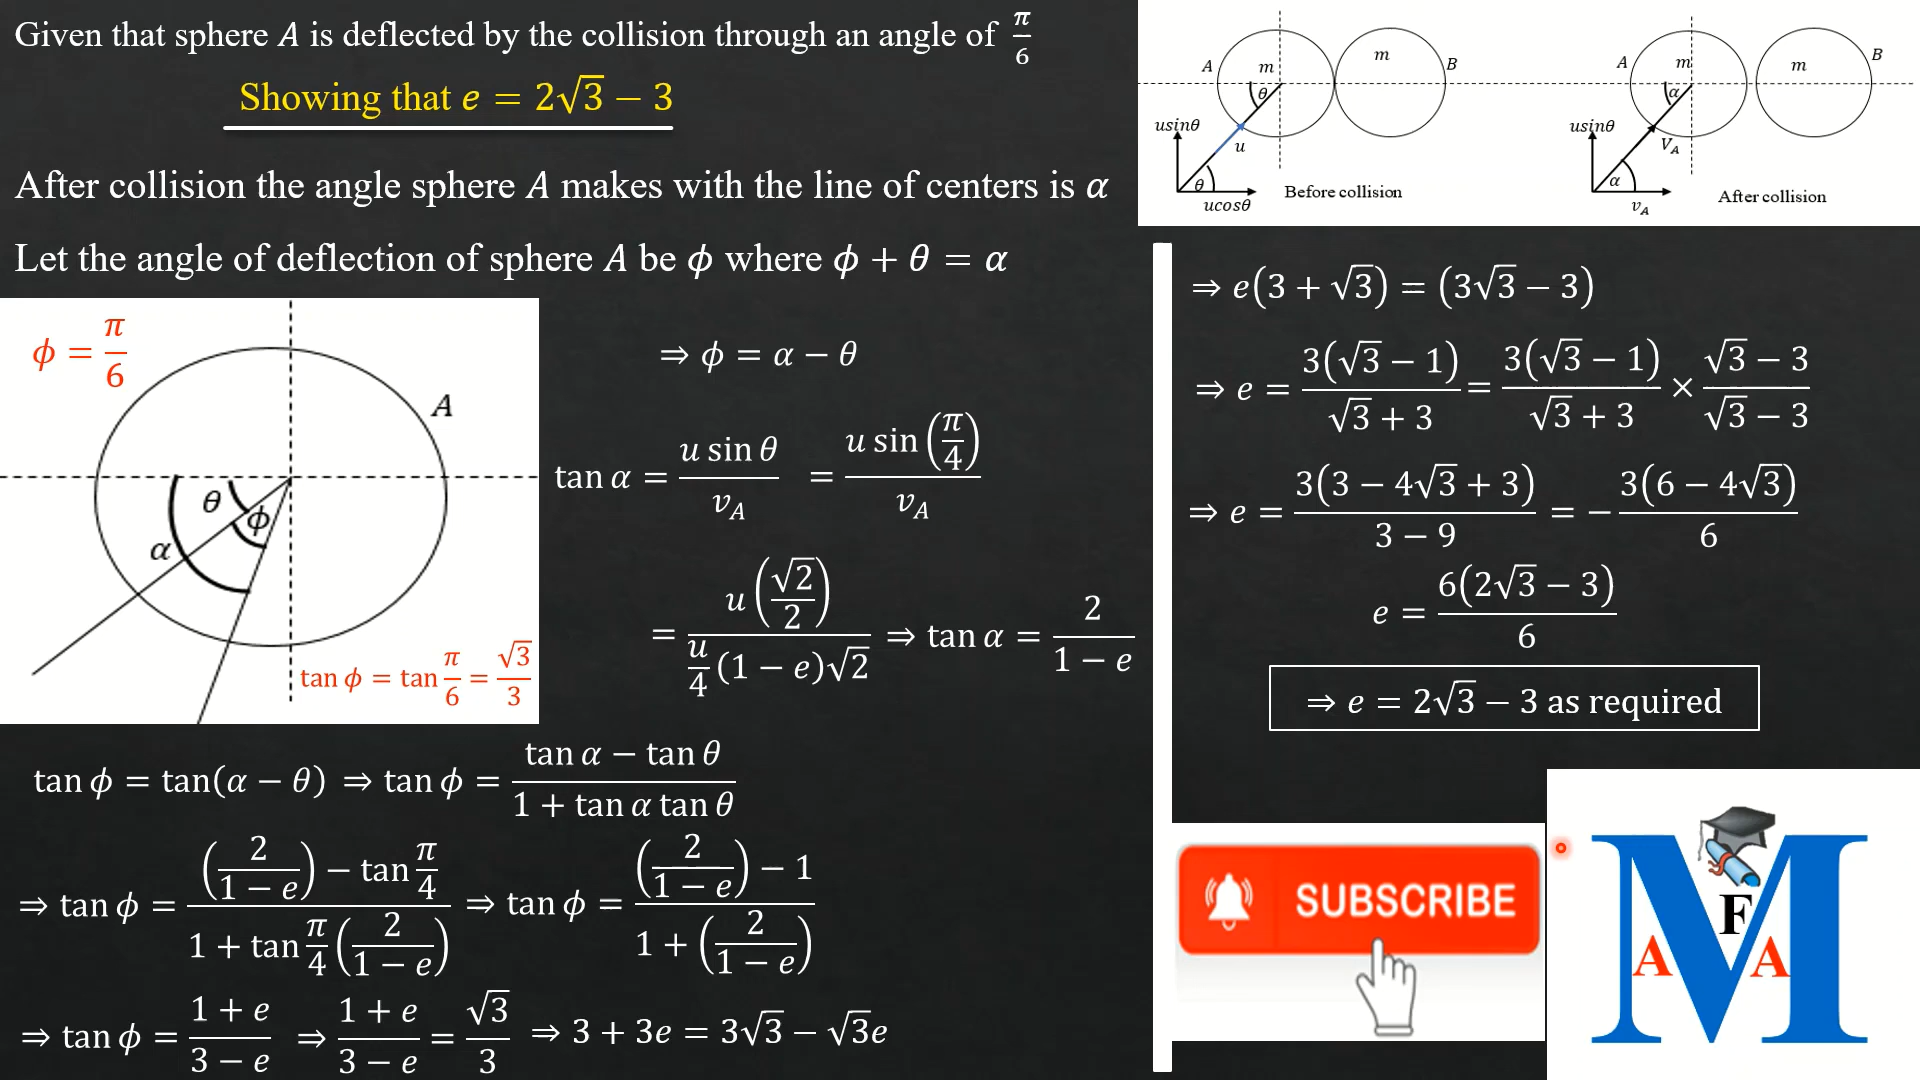 Given that sphere A is deflected by the collision through an angle of π/6
Showing that e = 2√3 − 3
After collision the angle sphere A makes with the line of centers is α
Let the angle of deflection of sphere A be ϕ where ϕ + θ = α
ϕ = π/6
A
θ
ϕ
α
tan ϕ = tan π/6 = √3/3
⇒ ϕ = α − θ
tan α = u sin θ / v_A = u sin(π/4) / v_A
= u(√2/2) / (u/4 (1 − e)√2) ⇒ tan α = 2/(1 − e)
tan ϕ = tan(α − θ) ⇒ tan ϕ = (tan α − tan θ)/(1 + tan α tan θ)
⇒ tan ϕ = ((2/(1 − e)) − tan π/4)/(1 + tan π/4 (2/(1 − e))) ⇒ tan ϕ = ((2/(1 − e)) − 1)/(1 + (2/(1 − e)))
⇒ tan ϕ = (1 + e)/(3 − e) ⇒ (1 + e)/(3 − e) = √3/3 ⇒ 3 + 3e = 3√3 − √3e
A m m B
θ
usinθ
u
θ
ucosθ
Before collision
A m m B
α
usinθ
V_A
α
v_A
After collision
⇒ e(3 + √3) = (3√3 − 3)
⇒ e = 3(√3 − 1)/(√3 + 3) = 3(√3 − 1)/(√3 + 3) × (√3 − 3)/(√3 − 3)
⇒ e = 3(3 − 4√3 + 3)/(3 − 9) = − 3(6 − 4√3)/6
e = 6(2√3 − 3)/6
⇒ e = 2√3 − 3 as required
SUBSCRIBE
M
F
A A